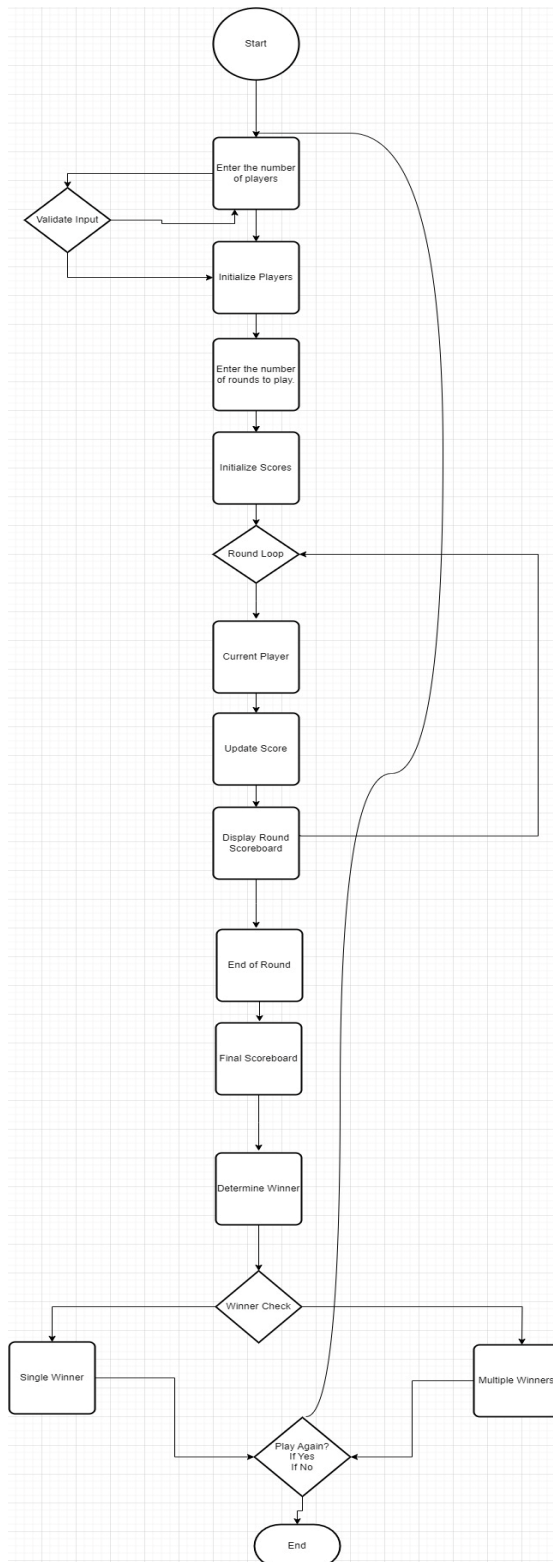 Start
Enter the number
of players
Validate Input
Initialize Players
Enter the number
of rounds to play.
Initialize Scores
Round Loop
Current Player
Update Score
Display Round
Scoreboard
End of Round
Final Scoreboard
Determine Winner
Winner Check
Single Winner
Multiple Winners
Play Again?
If Yes
If No
End